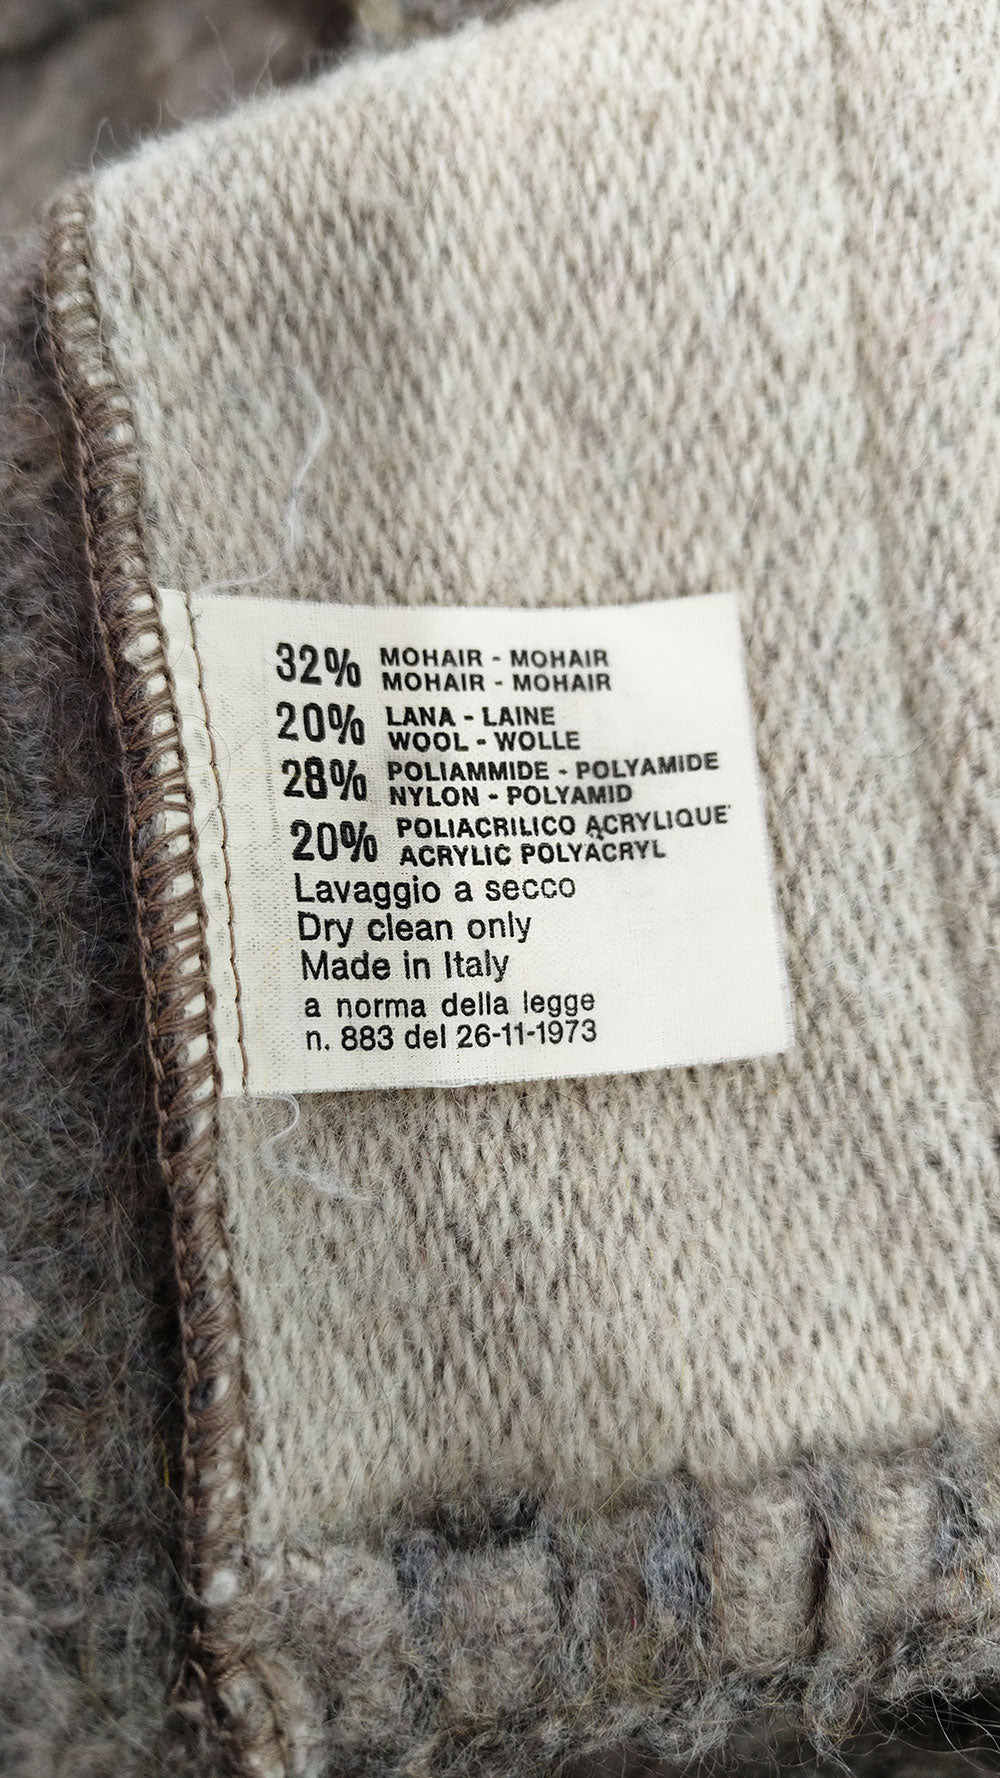 32% MOHAIR - MOHAIR
MOHAIR - MOHAIR
20% LANA - LAINE
WOOL - WOLLE
28% POLIAMMIDE - POLYAMIDE
NYLON - POLYAMID
20% POLIACRILICO ACRYLIQUE
ACRYLIC POLYACRYL
Lavaggio a secco
Dry clean only
Made in Italy
a norma della legge
n. 883 del 26-11-1973